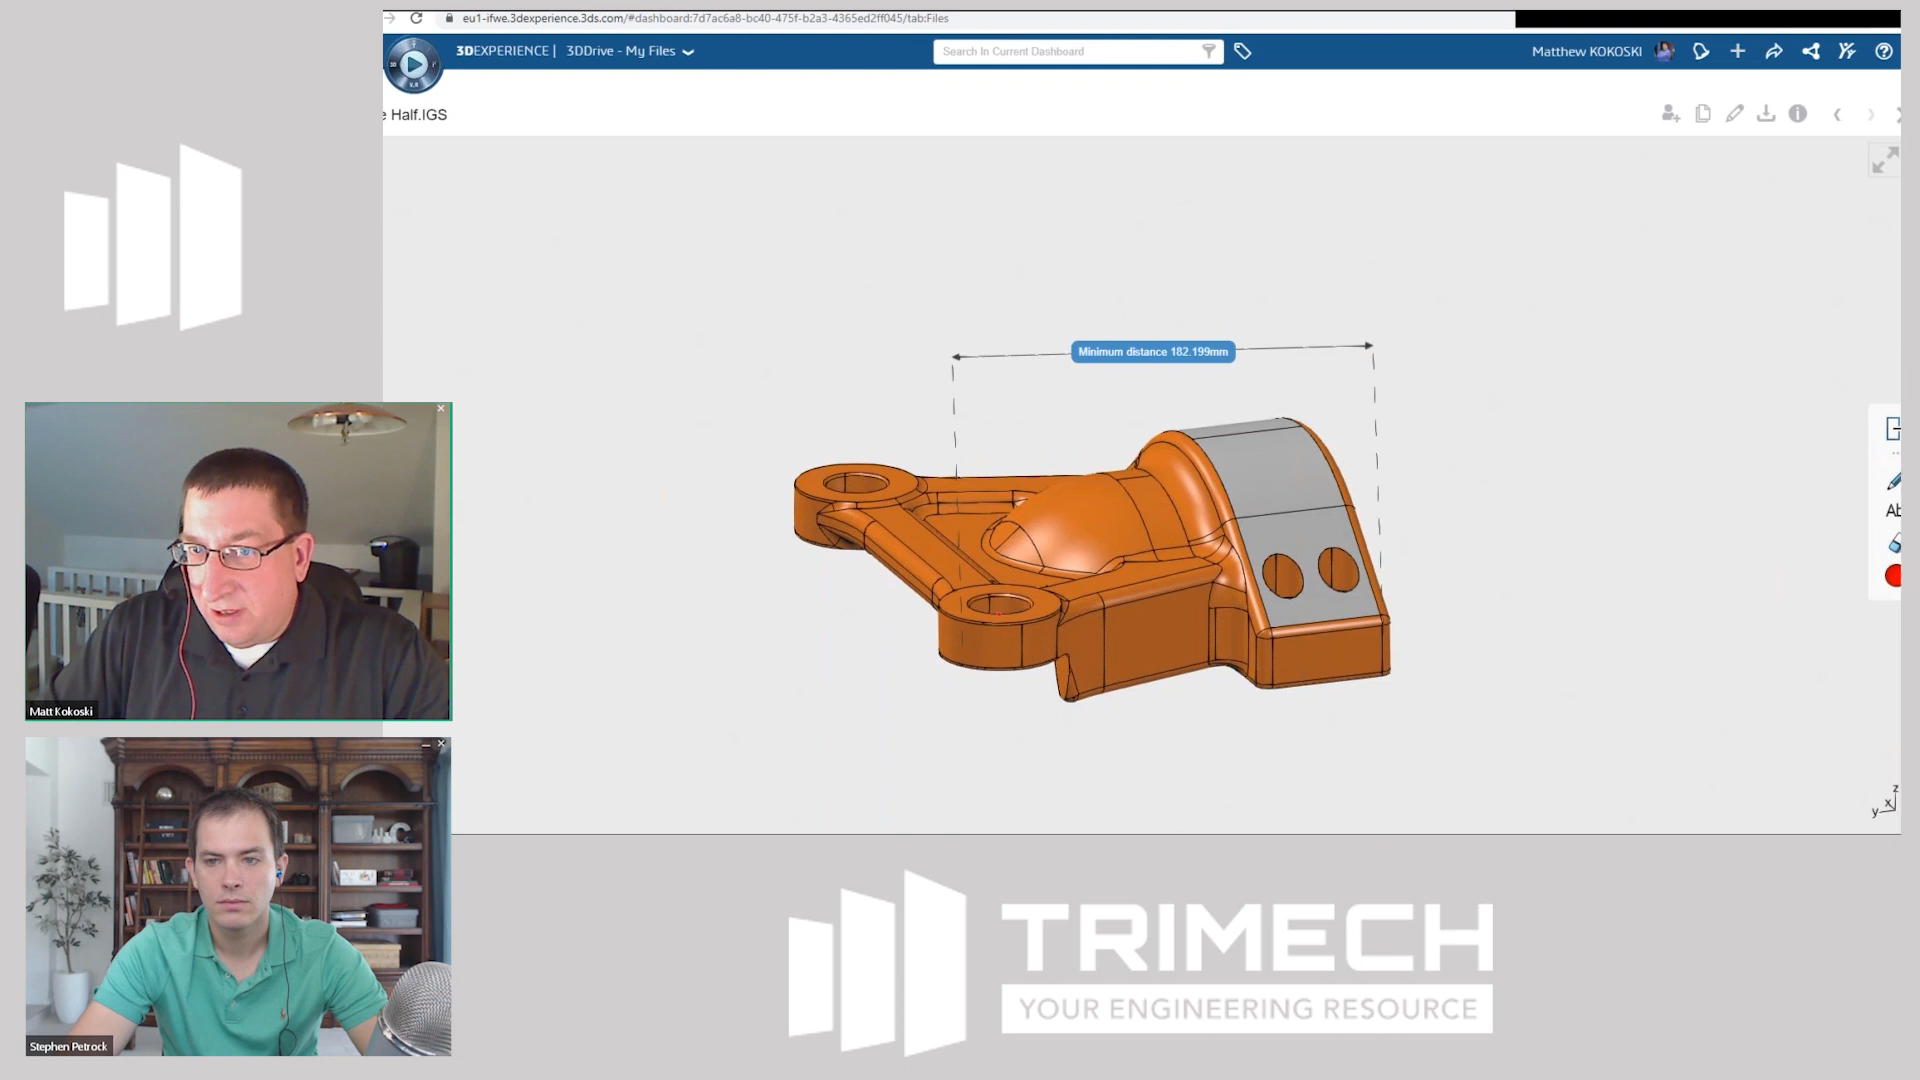 eu1-ifwe.3dexperience.3ds.com/#dashboard:7d7ac6a8-bc40-475f-b2a3-4365ed2ff045/tab:Files
3DEXPERIENCE | 3DDrive - My Files
Search In Current Dashboard
Matthew KOKOSKI
e Half.IGS
Minimum distance 182.199mm
Ab
z
x
y
Matt Kokoski
Stephen Petrock
TRIMECH
YOUR ENGINEERING RESOURCE